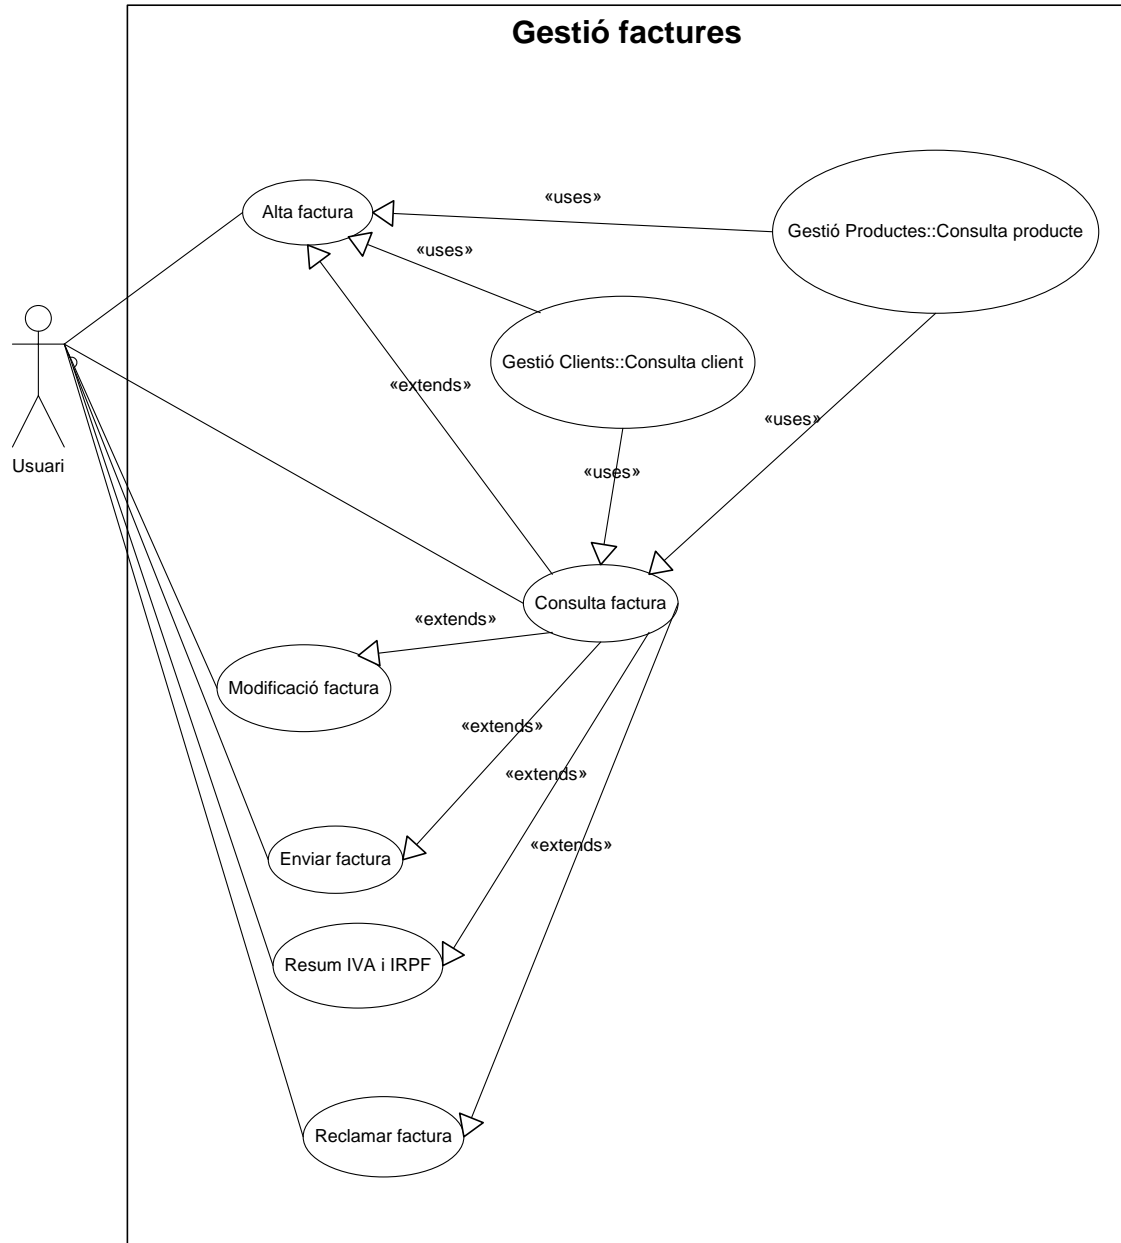 Gestió factures
«uses»
Alta factura
Gestió Productes::Consulta producte
«uses»
Gestió Clients::Consulta client
«extends»
«uses»
Usuari
«uses»
Consulta factura
«extends»
Modificació factura
«extends»
«extends»
«extends»
Enviar factura
Resum IVA i IRPF
Reclamar factura